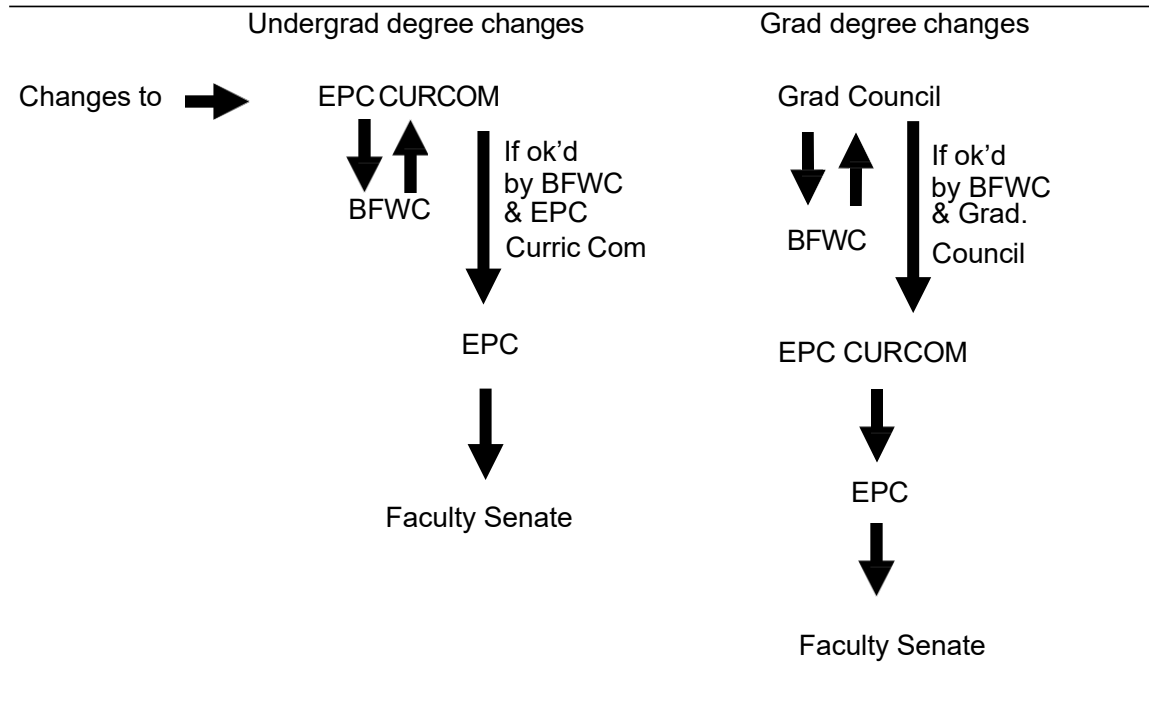 Undergrad degree changes
Grad degree changes
Changes to
EPC CURCOM
BFWC
If ok’d
by BFWC
& EPC
Curric Com
EPC
Faculty Senate
Grad Council
BFWC
If ok’d
by BFWC
& Grad.
Council
EPC CURCOM
EPC
Faculty Senate